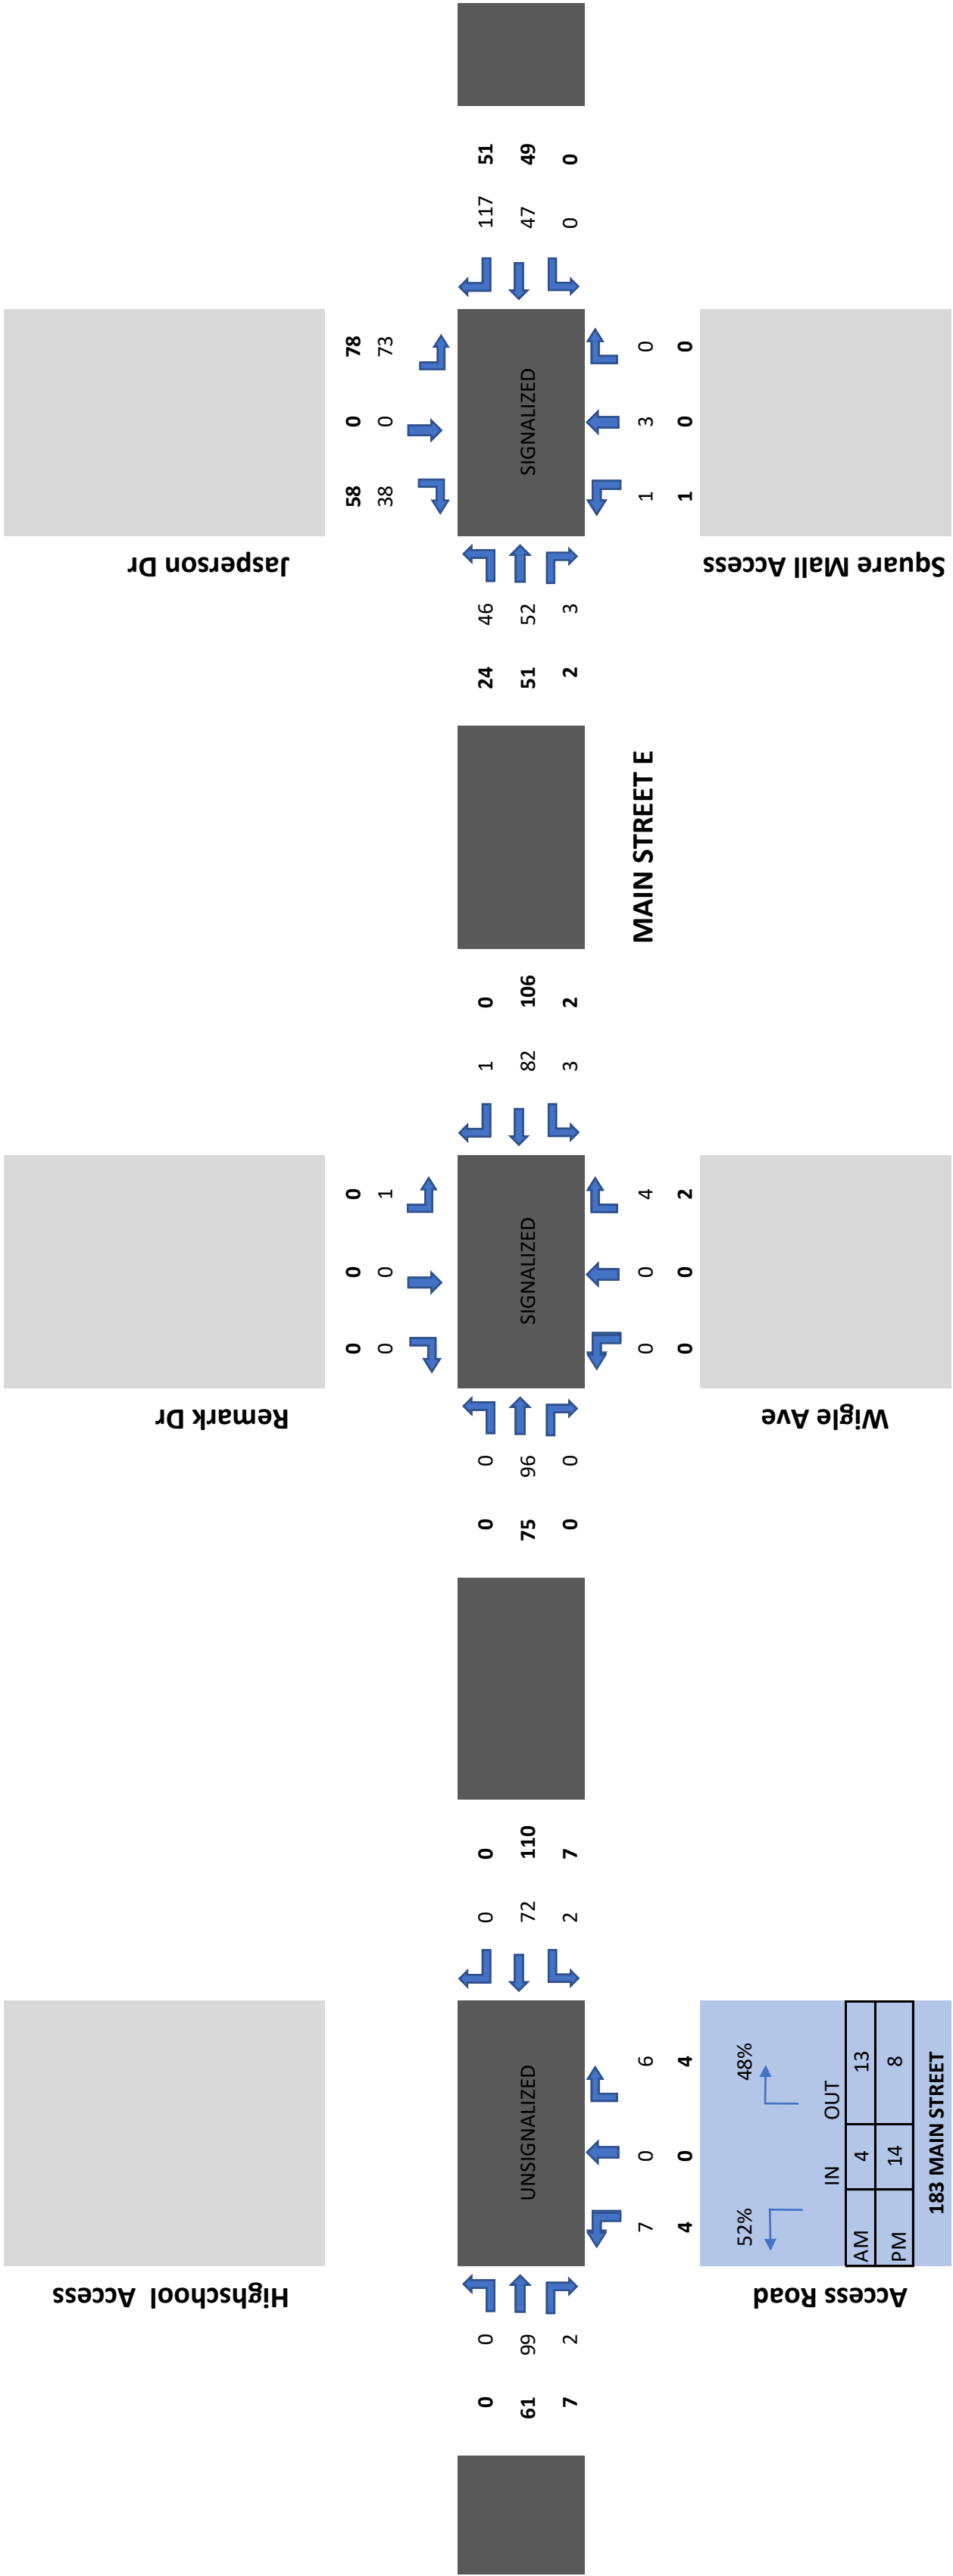 Highschool Access
Remark Dr
Jasperson Dr
0 0 0 58 0 78
0 0 1 38 0 73
0 0 0 0 0 0 1 0 24 46 117 51
61 99 UNSIGNALIZED 72 110 75 96 SIGNALIZED 82 106 51 52 SIGNALIZED 47 49
7 2 2 7 0 0 3 2 2 3 0 0
7 0 6 0 0 4 MAIN STREET E 1 3 0
4 0 4 0 0 2 1 0 0
Access Road
Wigle Ave
Square Mall Access
52% 48%
IN OUT
AM 4 13
PM 14 8
183 MAIN STREET